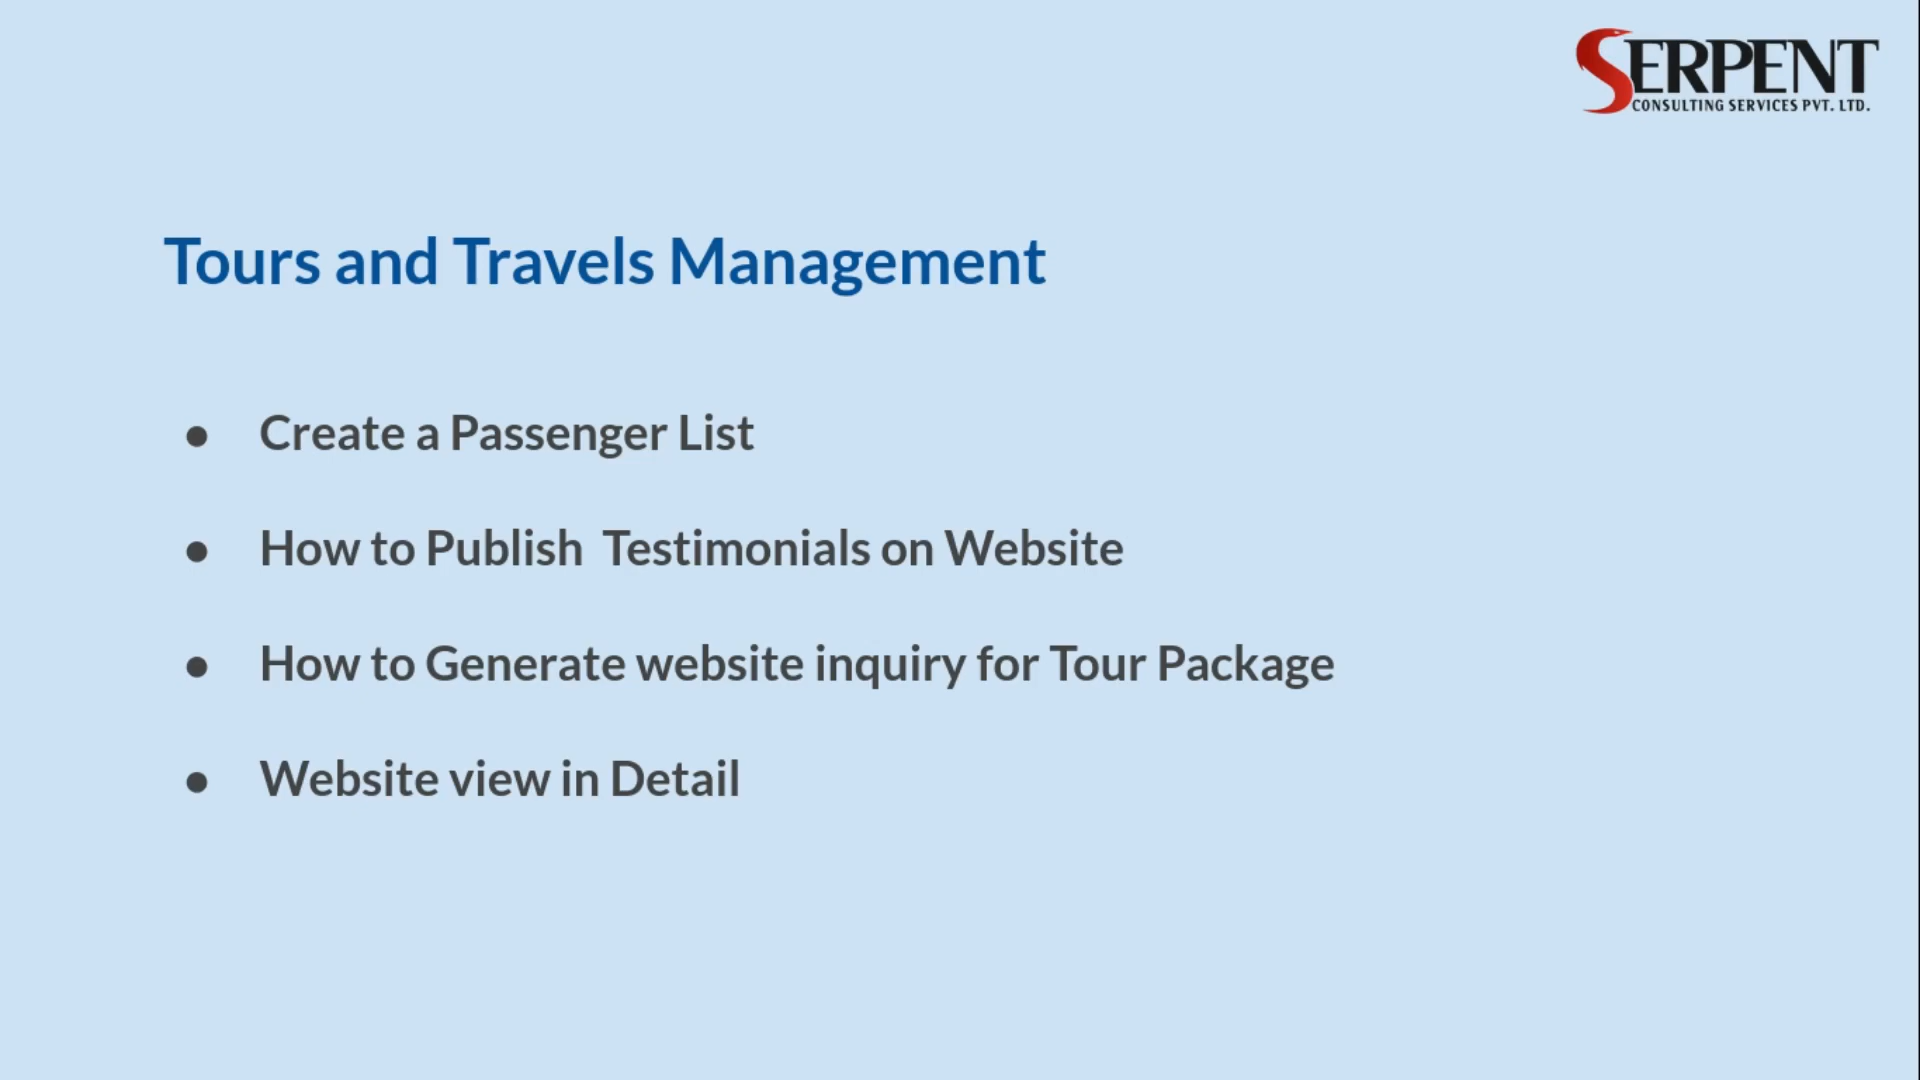 SERPENT
CONSULTING SERVICES PVT. LTD.
Tours and Travels Management
● Create a Passenger List
● How to Publish  Testimonials on Website
● How to Generate website inquiry for Tour Package
● Website view in Detail